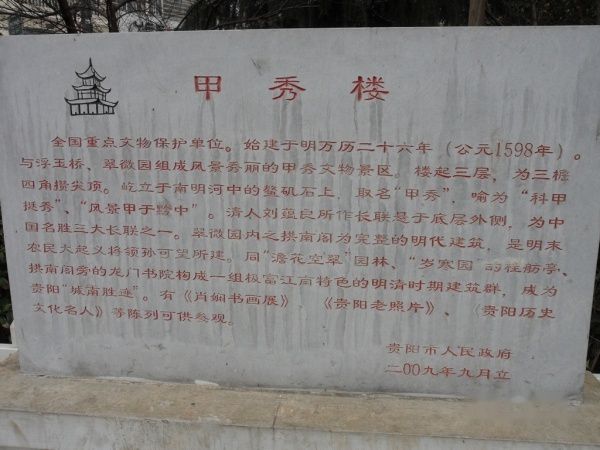 甲秀楼
全国重点文物保护单位。始建于明万历二十六年（公元1598年）。
与浮玉桥、翠微园组成风景秀丽的甲秀文物景区。楼起三层，为三檐
四角攒尖顶。屹立于南明河中的鳌矶石上，取名“甲秀”，喻为“科甲
挺秀”、“风景甲于黔中”。清人刘蕴良所作长联悬于底层外侧，为中
国名胜三大长联之一。翠微园内之拱南阁为完整的明代建筑，是明末
农民大起义将领孙可望所建。同“澹花空翠”园林、“岁寒园”的枉舫亭、
拱南阁旁的龙门书院构成一组极富江南特色的明清时期建筑群，成为
贵阳“城南胜迹”。有《肖娴书画展》、《贵阳老照片》、《贵阳历史
文化名人》等陈列可供参观。
贵阳市人民政府
二00九年九月立